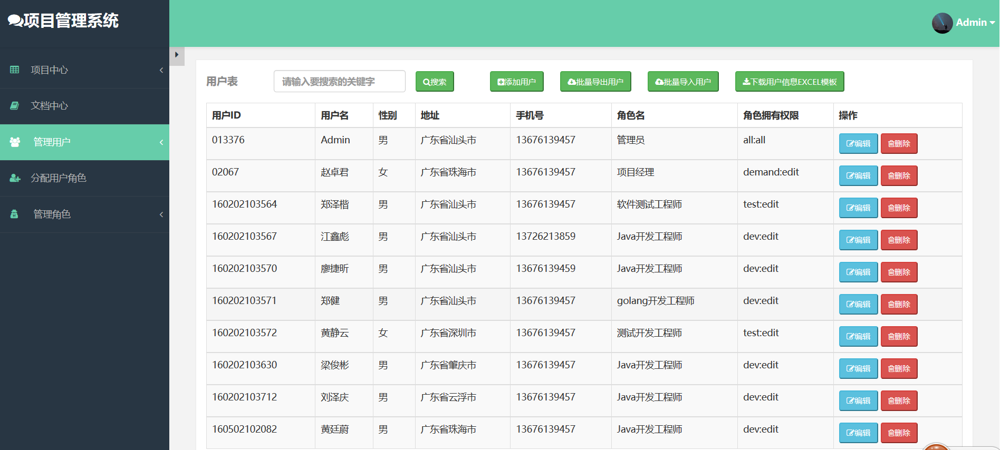 项目管理系统
Admin
项目中心
文档中心
管理用户
分配用户角色
管理角色
用户表 请输入要搜索的关键字 搜索 添加用户 批量导出用户 批量导入用户 下载用户信息EXCEL模板
用户ID 用户名 性别 地址 手机号 角色名 角色拥有权限 操作
013376 Admin 男 广东省汕头市 13676139457 管理员 all:all 编辑 删除
02067 赵卓君 女 广东省珠海市 13676139457 项目经理 demand:edit 编辑 删除
160202103564 郑泽楷 男 广东省汕头市 13676139457 软件测试工程师 test:edit 编辑 删除
160202103567 江鑫彪 男 广东省汕头市 13726213859 Java开发工程师 dev:edit 编辑 删除
160202103570 廖捷昕 男 广东省汕头市 13676139459 Java开发工程师 dev:edit 编辑 删除
160202103571 郑健 男 广东省汕头市 13676139457 golang开发工程师 dev:edit 编辑 删除
160202103572 黄静云 女 广东省深圳市 13676139457 测试开发工程师 test:edit 编辑 删除
160202103630 梁俊彬 男 广东省肇庆市 13676139457 Java开发工程师 dev:edit 编辑 删除
160202103712 刘泽庆 男 广东省云浮市 13676139457 Java开发工程师 dev:edit 编辑 删除
160502102082 黄廷蔚 男 广东省珠海市 13676139457 Java开发工程师 dev:edit 编辑 删除